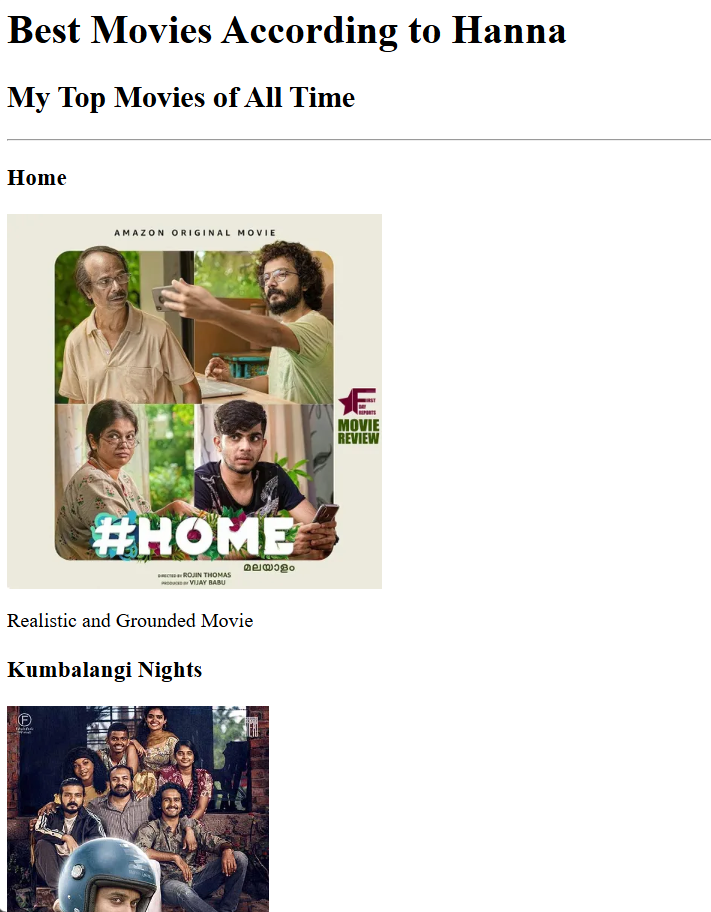 Best Movies According to Hanna
My Top Movies of All Time
Home
AMAZON ORIGINAL MOVIE
FIRST
DAY
REPORTS
MOVIE
REVIEW
#HOME
മലയാളം
DIRECTED BY ROJIN THOMAS
PRODUCED BY VIJAY BABU
Realistic and Grounded Movie
Kumbalangi Nights